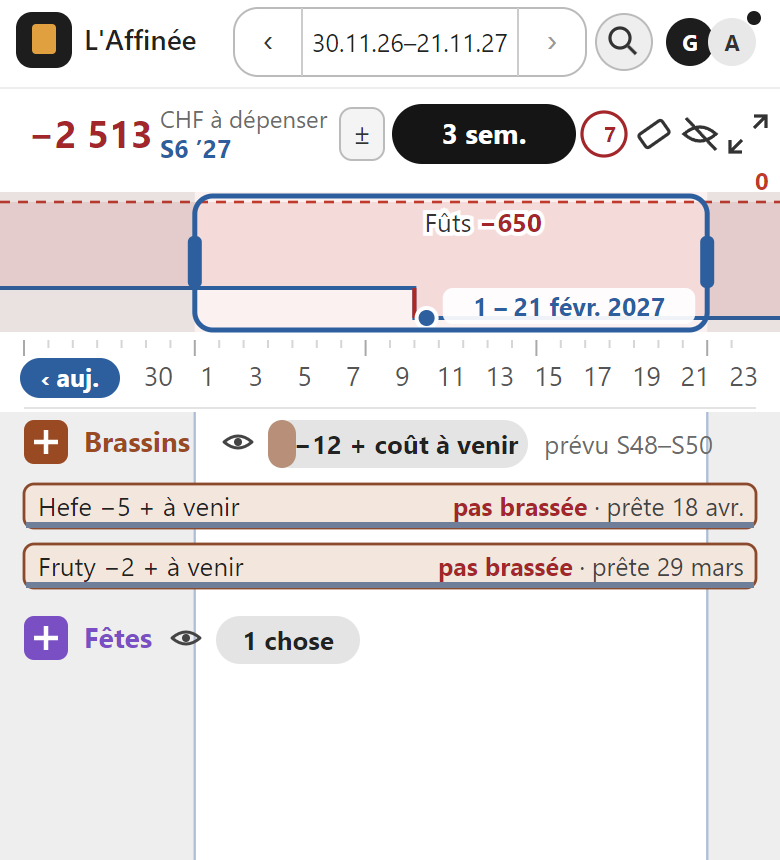 L'Affinée
‹ 30.11.26–21.11.27 ›
G A
−2 513 CHF à dépenser
S6 ’27
± 3 sem. 7
0
Fûts −650
1 – 21 févr. 2027
‹ auj. 30 1 3 5 7 9 11 13 15 17 19 21 23
Brassins −12 + coût à venir prévu S48–S50
Hefe −5 + à venir pas brassée · prête 18 avr.
Fruty −2 + à venir pas brassée · prête 29 mars
Fêtes 1 chose